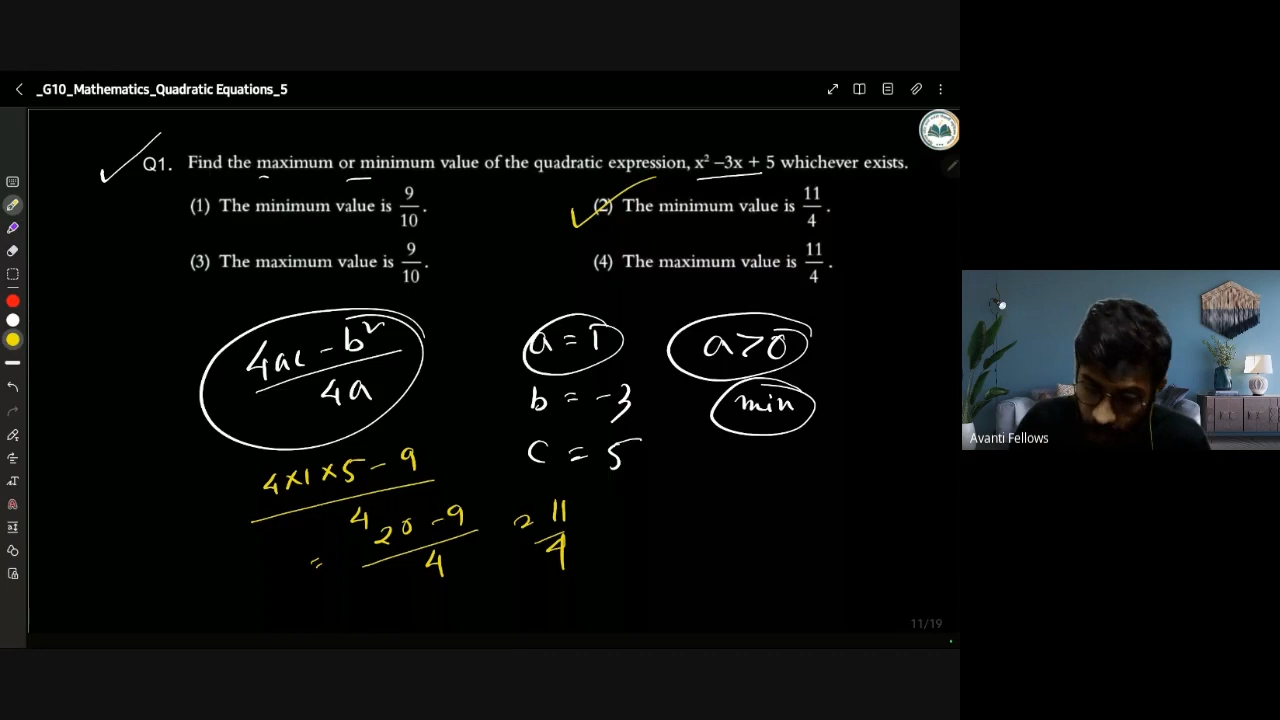 _G10_Mathematics_Quadratic Equations_5
Q1. Find the maximum or minimum value of the quadratic expression, x² –3x + 5 whichever exists.
(1) The minimum value is 9/10.
(2) The minimum value is 11/4.
(3) The maximum value is 9/10.
(4) The maximum value is 11/4.
4ac - b²
4a
a = 1
a > 0
b = -3
min
c = 5
4×1×5 - 9
4
= 20 - 9
4
= 11
4
11/19
Avanti Fellows